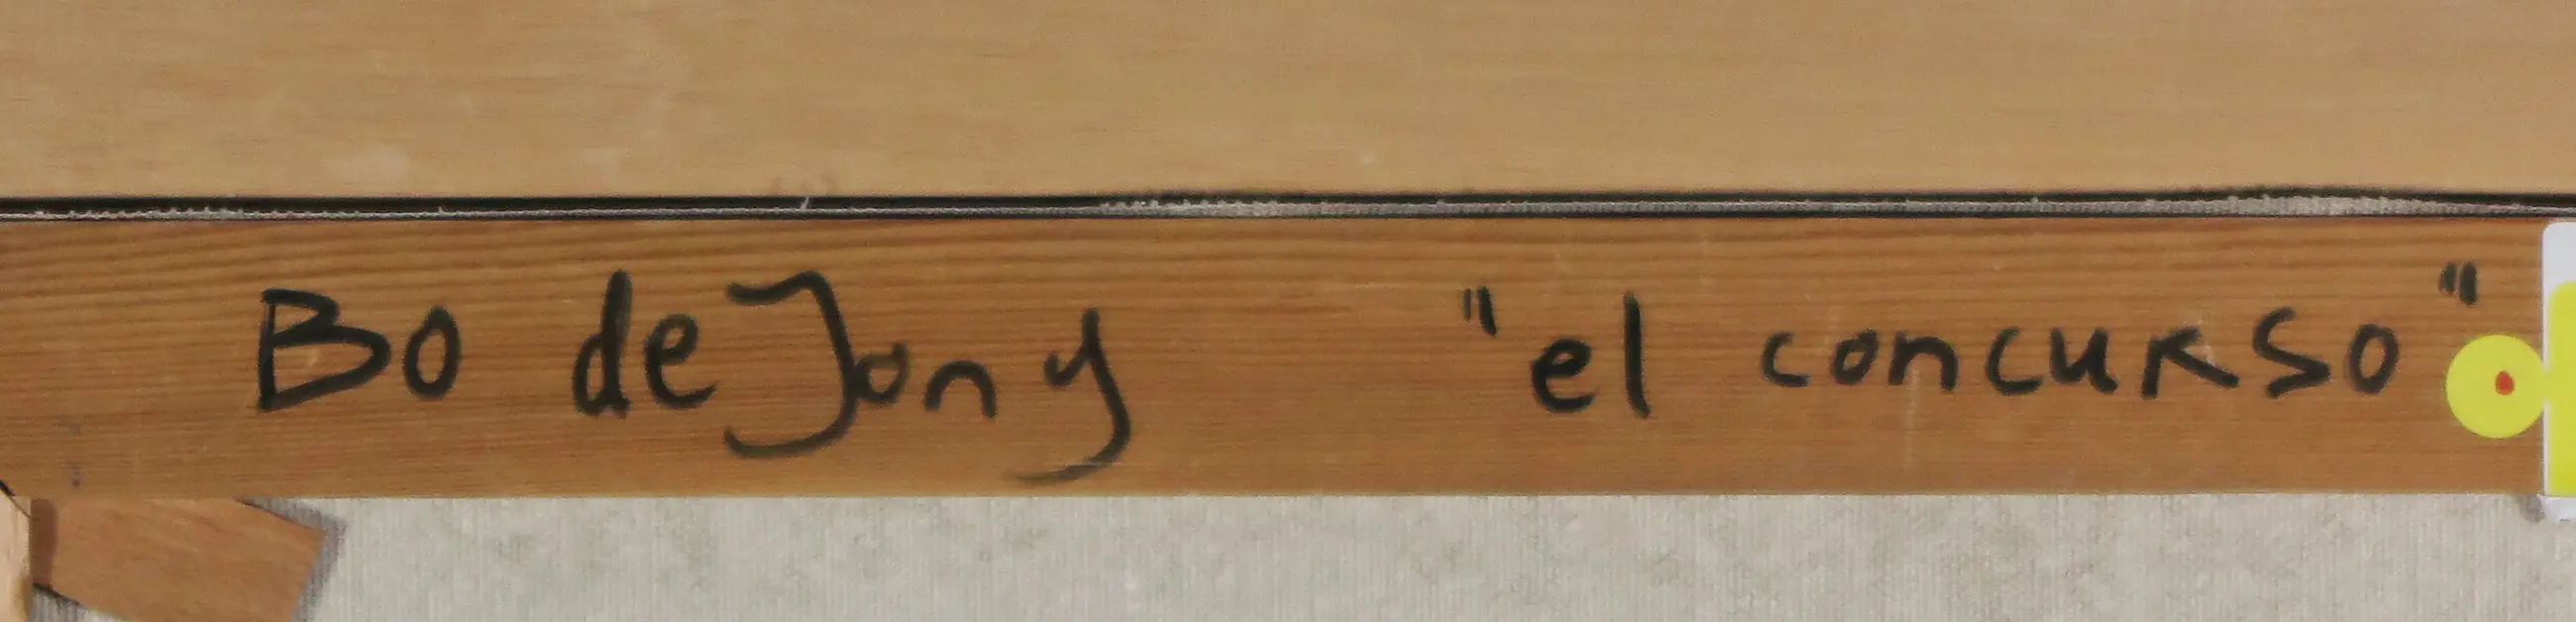 Bo de Jong "el concurso"